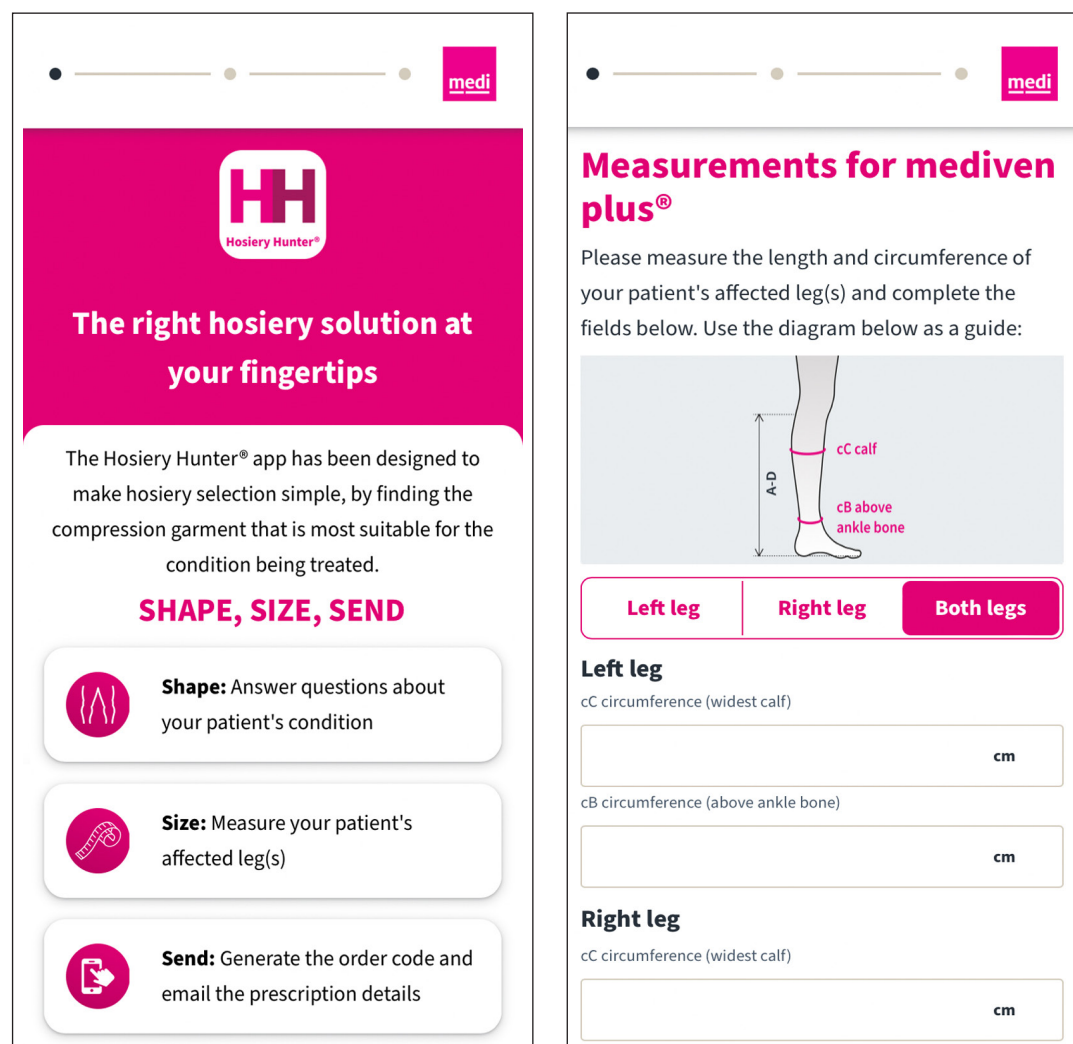 medi
HH
Hosiery Hunter®
The right hosiery solution at
your fingertips
The Hosiery Hunter® app has been designed to
make hosiery selection simple, by finding the
compression garment that is most suitable for the
condition being treated.
SHAPE, SIZE, SEND
Shape: Answer questions about
your patient's condition
Size: Measure your patient's
affected leg(s)
Send: Generate the order code and
email the prescription details
medi
Measurements for mediven
plus®
Please measure the length and circumference of
your patient's affected leg(s) and complete the
fields below. Use the diagram below as a guide:
cC calf
A-D
cB above
ankle bone
Left leg
Right leg
Both legs
Left leg
cC circumference (widest calf)
cm
cB circumference (above ankle bone)
cm
Right leg
cC circumference (widest calf)
cm